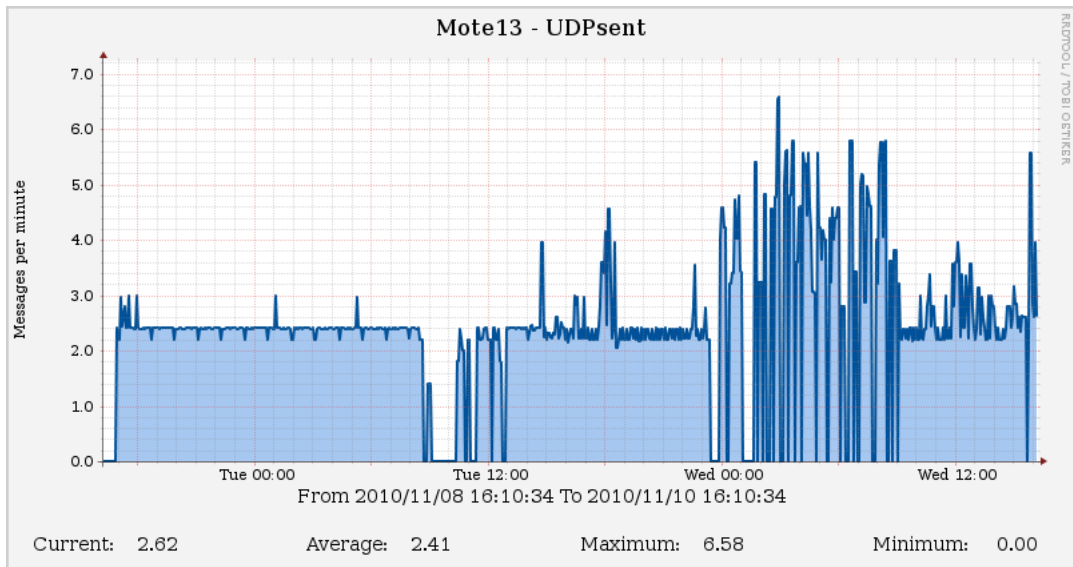 Mote13 - UDPsent
RRDTOOL / TOBI OETIKER
Messages per minute
7.0
6.0
5.0
4.0
3.0
2.0
1.0
0.0
Tue 00:00 Tue 12:00 Wed 00:00 Wed 12:00
From 2010/11/08 16:10:34 To 2010/11/10 16:10:34
Current: 2.62 Average: 2.41 Maximum: 6.58 Minimum: 0.00